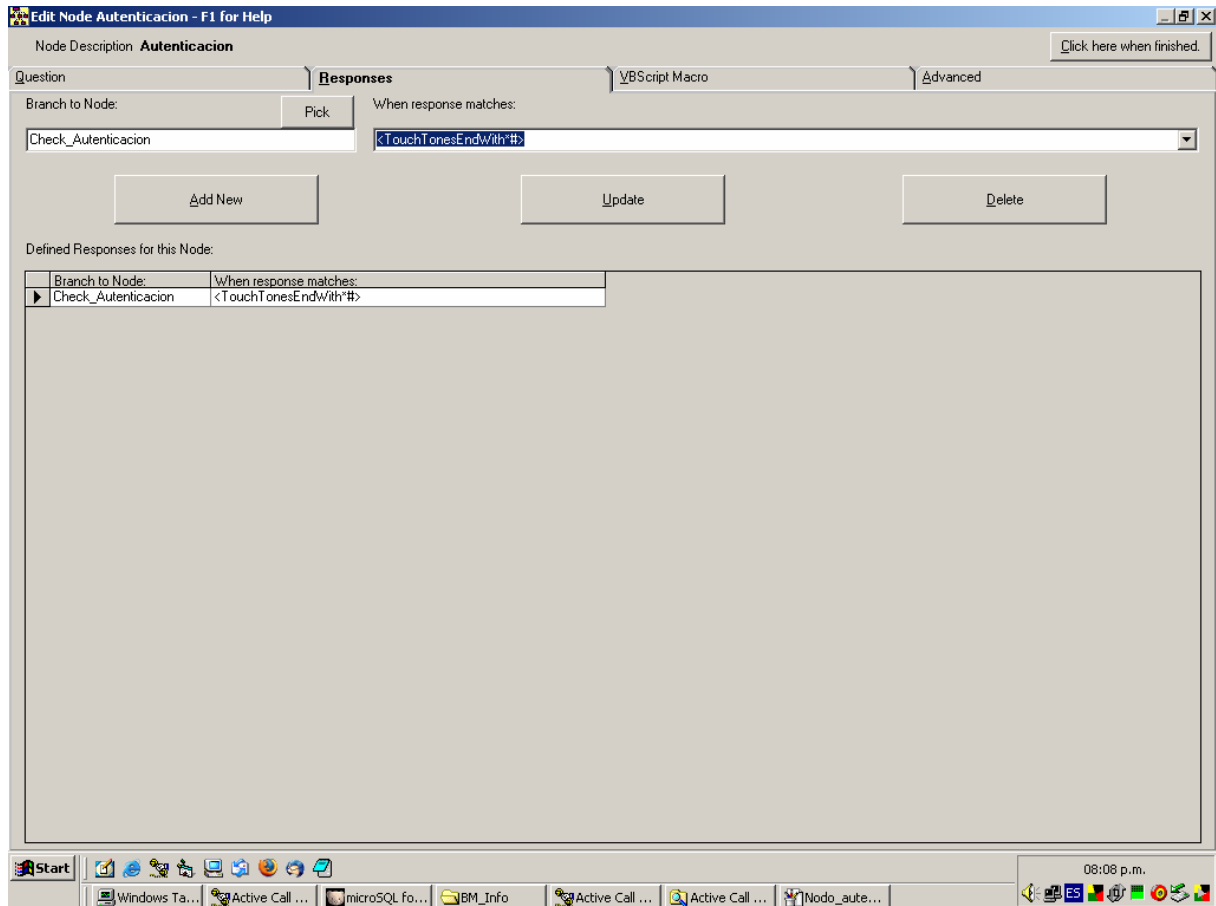 Edit Node Autenticacion - F1 for Help
Node Description Autenticacion
Click here when finished.
Question Responses VBScript Macro Advanced
Branch to Node: Pick When response matches:
Check_Autenticacion <TouchTonesEndWith*#>
Add New Update Delete
Defined Responses for this Node:
Branch to Node: When response matches:
Check_Autenticacion <TouchTonesEndWith*#>
Start 08:08 p.m.
Windows Ta... Active Call ... microSQL fo... BM_Info Active Call ... Active Call ... Nodo_aute... ES